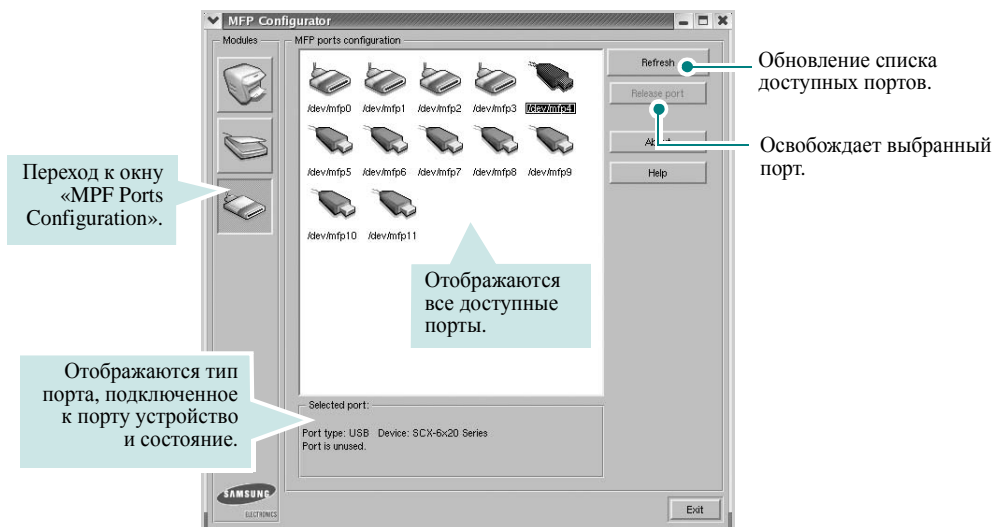 MFP Configurator
Modules
MFP ports configuration
/dev/mfp0 /dev/mfp1 /dev/mfp2 /dev/mfp3 /dev/mfp4
/dev/mfp5 /dev/mfp6 /dev/mfp7 /dev/mfp8 /dev/mfp9
/dev/mfp10 /dev/mfp11
Refresh
Release port
Help
Обновление списка
доступных портов.
Освобождает выбранный
порт.
Переход к окну
«MPF Ports
Configuration».
Отображаются
все доступные
порты.
Отображаются тип
порта, подключенное
к порту устройство
и состояние.
Selected port:
Port type: USB Device: SCX-6x20 Series
Port is unused.
SAMSUNG
ELECTRONICS
Exit